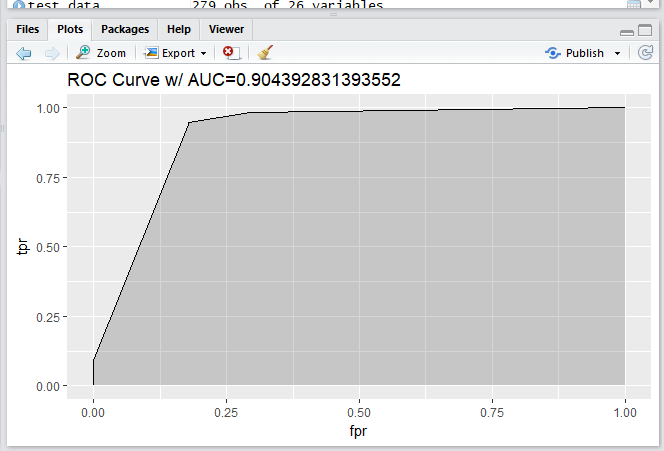 test data 279 obs. of 26 variables
Files Plots Packages Help Viewer
Zoom Export Publish
ROC Curve w/ AUC=0.904392831393552
1.00
0.75
tpr
0.50
0.25
0.00
0.00 0.25 0.50 0.75 1.00
fpr